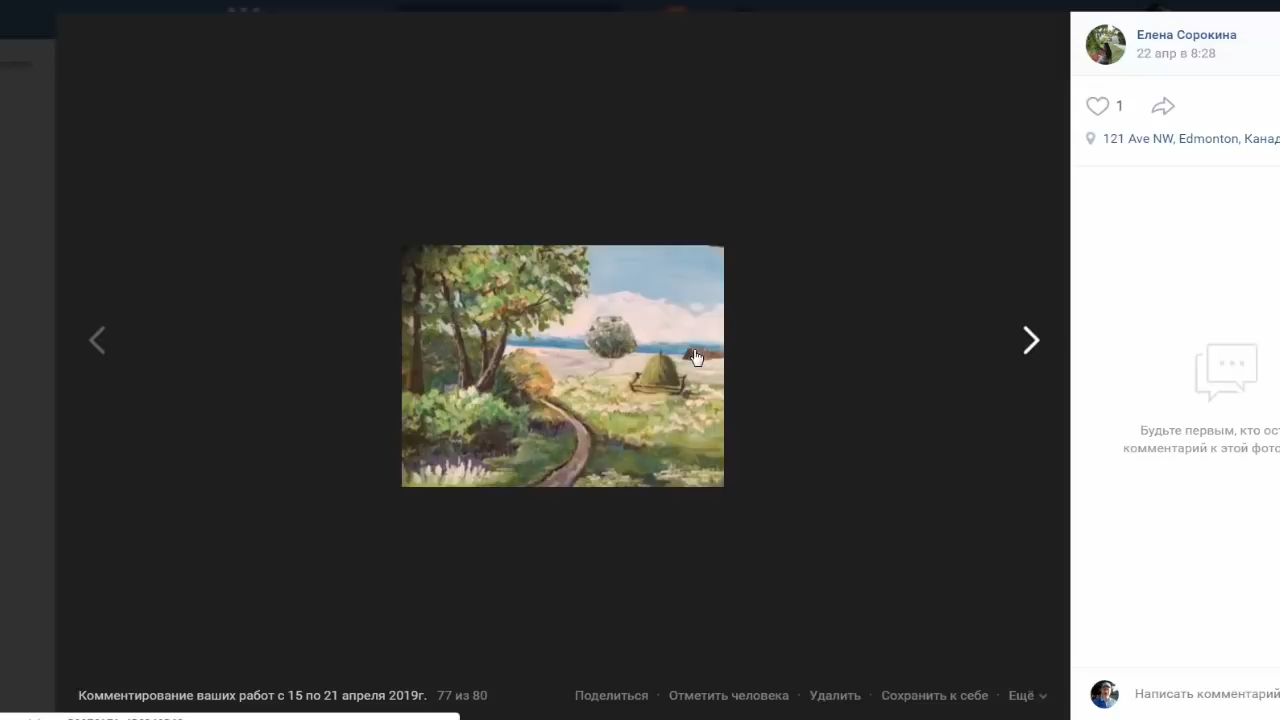 Елена Сорокина
22 апр в 8:28
1
121 Ave NW, Edmonton, Канад
Будьте первым, кто ост
комментарий к этой фото
Комментирование ваших работ с 15 по 21 апреля 2019г. 77 из 80
Поделиться · Отметить человека · Удалить · Сохранить к себе · Ещё
Написать комментарий